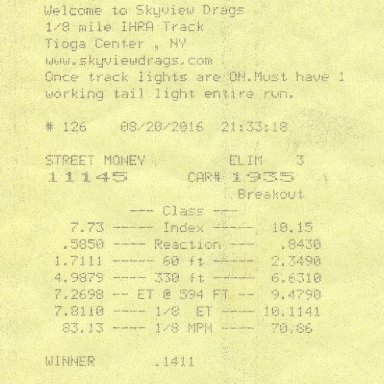 Welcome to Skyview Drags
1/8 mile IHRA Track
Tioga Center , NY
www.skyviewdrags.com
Once track lights are ON.Must have 1
working tail light entire run.
# 126 08/20/2016 21:33:18
STREET MONEY ELIM 3
11145 CAR# 1935
Breakout
--- Class ---
7.73 ----- Index ----- 10.15
.5850 ---- Reaction ---- .8430
1.7111 ----- 60 ft ----- 2.3490
4.9879 ---- 330 ft ---- 6.6310
7.2698 -- ET @ 594 FT -- 9.4790
7.8110 ---- 1/8 ET ---- 10.1141
83.13 ---- 1/8 MPH ---- 70.86
WINNER .1411